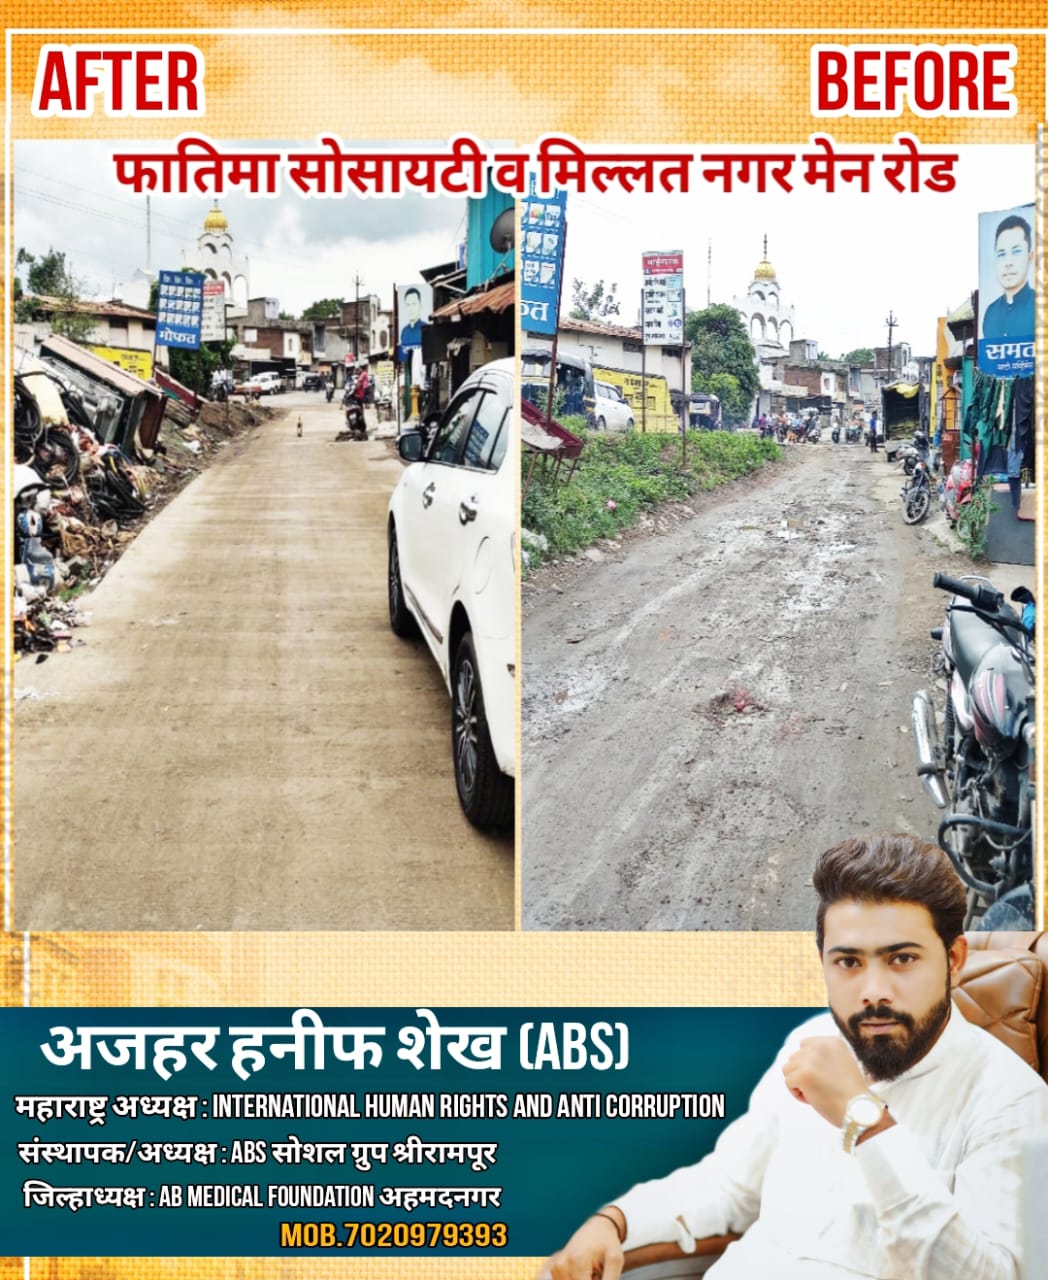 AFTER
BEFORE
फातिमा सोसायटी व मिल्लत नगर मेन रोड
मोफत
समता
अजहर हनीफ शेख (ABS)
महाराष्ट्र अध्यक्ष : INTERNATIONAL HUMAN RIGHTS AND ANTI CORRUPTION
संस्थापक/अध्यक्ष : ABS सोशल ग्रुप श्रीरामपूर
जिल्हाध्यक्ष : AB MEDICAL FOUNDATION अहमदनगर
MOB.7020979393